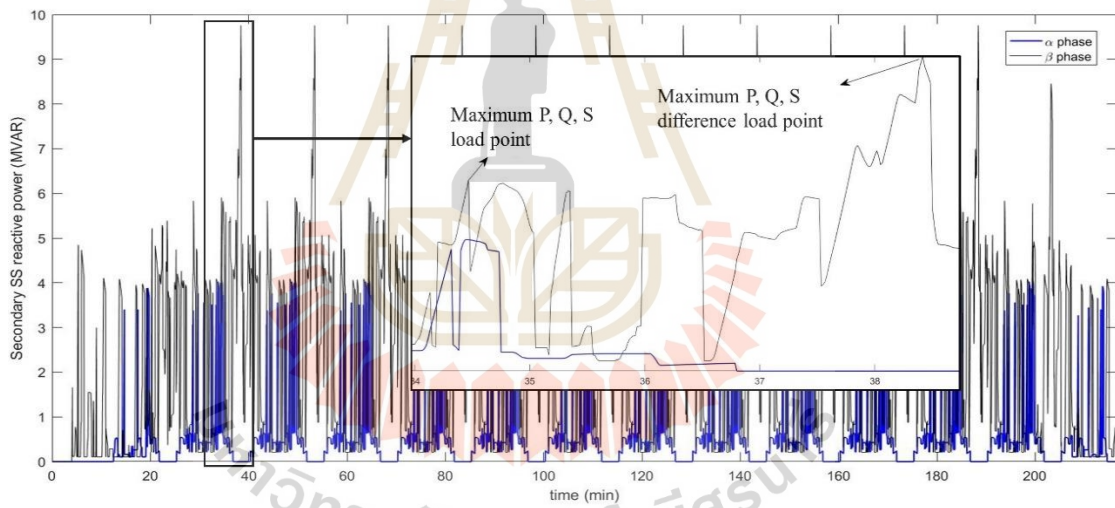 10
9
8
7
6
5
4
3
2
1
0
Secondary SS reactive power (MVAR)
α phase
β phase
Maximum P, Q, S
load point
Maximum P, Q, S
difference load point
34 35 36 37 38
0 20 40 60 80 100 120 140 160 180 200
time (min)